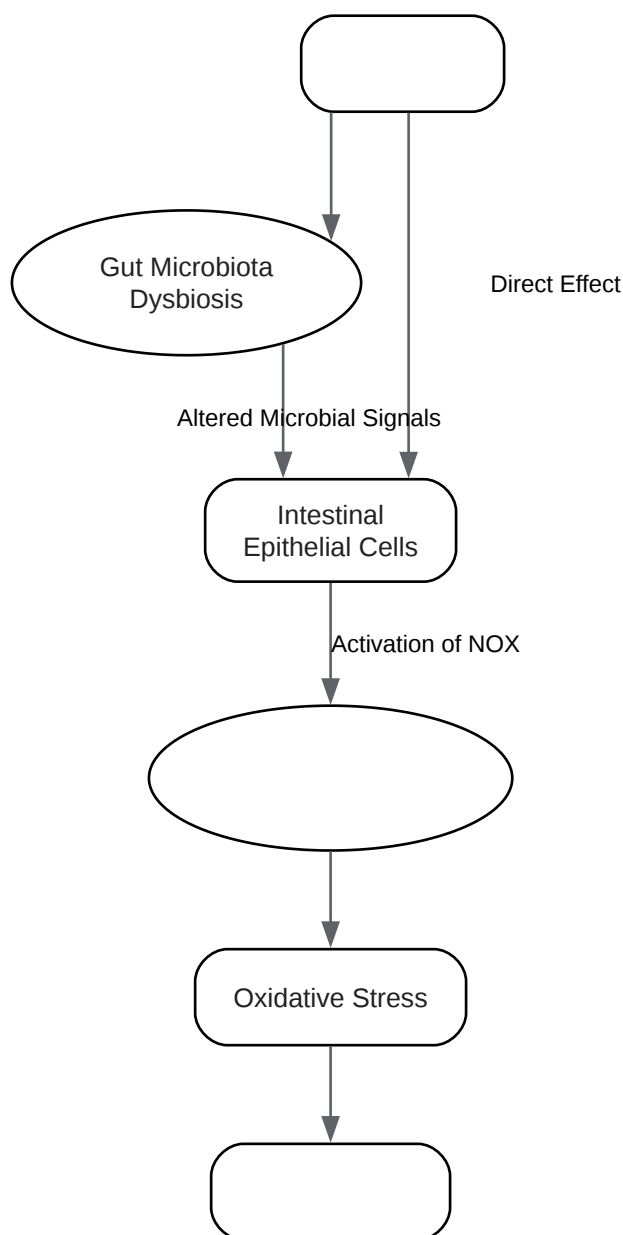 Gut Microbiota
Dysbiosis
Direct Effect
Altered Microbial Signals
Intestinal
Epithelial Cells
Activation of NOX
Oxidative Stress